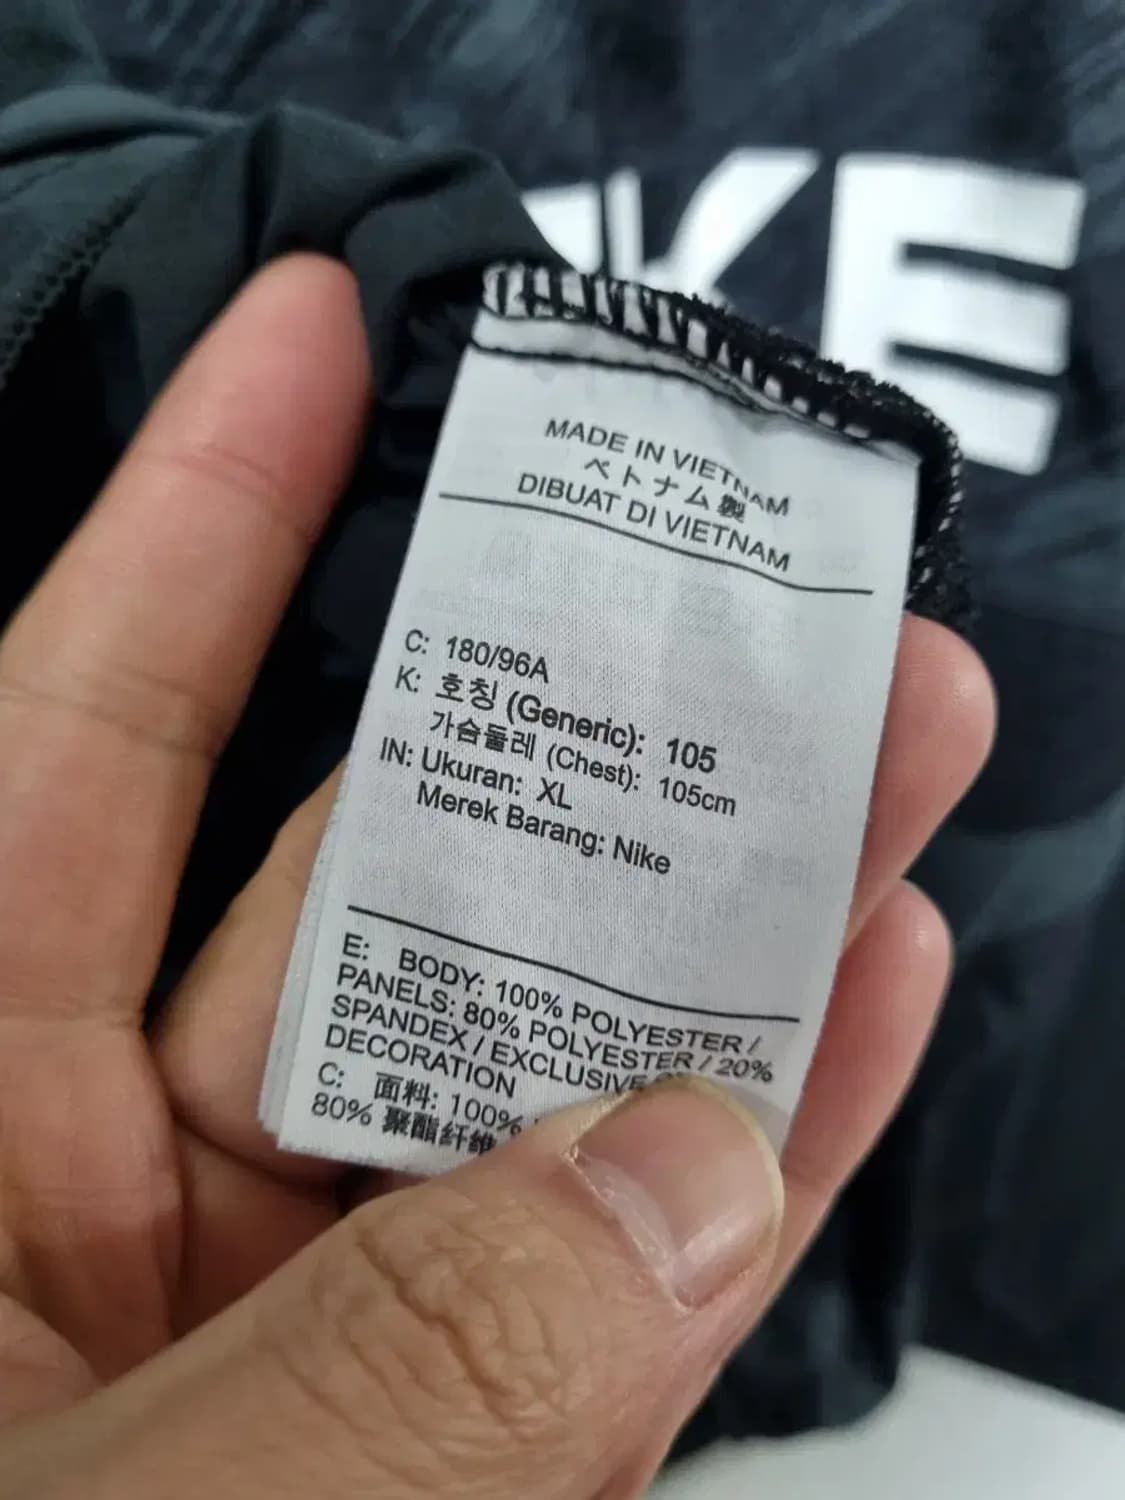 KE
MADE IN VIETNAM
ベトナム製
DIBUAT DI VIETNAM
C: 180/96A
K: 호칭 (Generic): 105
가슴둘레 (Chest): 105cm
IN: Ukuran: XL
Merek Barang: Nike
E: BODY: 100% POLYESTER /
PANELS: 80% POLYESTER / 20%
SPANDEX / EXCLUSIVE
DECORATION
C: 面料: 100%
80% 聚酯纤维